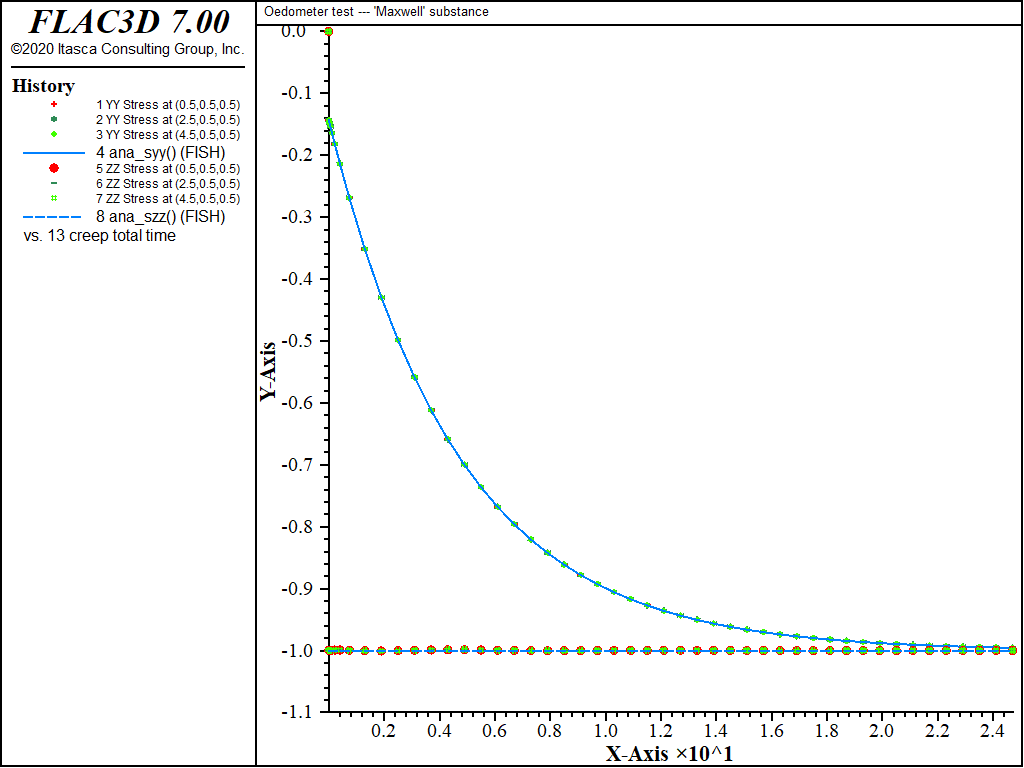 FLAC3D 7.00
©2020 Itasca Consulting Group, Inc.
History
1 YY Stress at (0.5,0.5,0.5)
2 YY Stress at (2.5,0.5,0.5)
3 YY Stress at (4.5,0.5,0.5)
4 ana_syy() (FISH)
5 ZZ Stress at (0.5,0.5,0.5)
6 ZZ Stress at (2.5,0.5,0.5)
7 ZZ Stress at (4.5,0.5,0.5)
8 ana_szz() (FISH)
vs. 13 creep total time
Oedometer test --- 'Maxwell' substance
0.0
-0.1
-0.2
-0.3
-0.4
-0.5
-0.6
-0.7
-0.8
-0.9
-1.0
-1.1
Y-Axis
0.2 0.4 0.6 0.8 1.0 1.2 1.4 1.6 1.8 2.0 2.2 2.4
X-Axis ×10^1